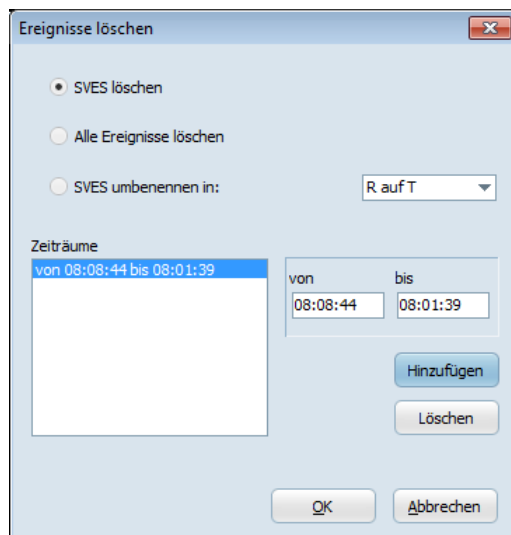 Ereignisse löschen
SVES löschen
Alle Ereignisse löschen
SVES umbenennen in:
R auf T
Zeiträume
von 08:08:44 bis 08:01:39
von
bis
08:08:44
08:01:39
Hinzufügen
Löschen
OK
Abbrechen